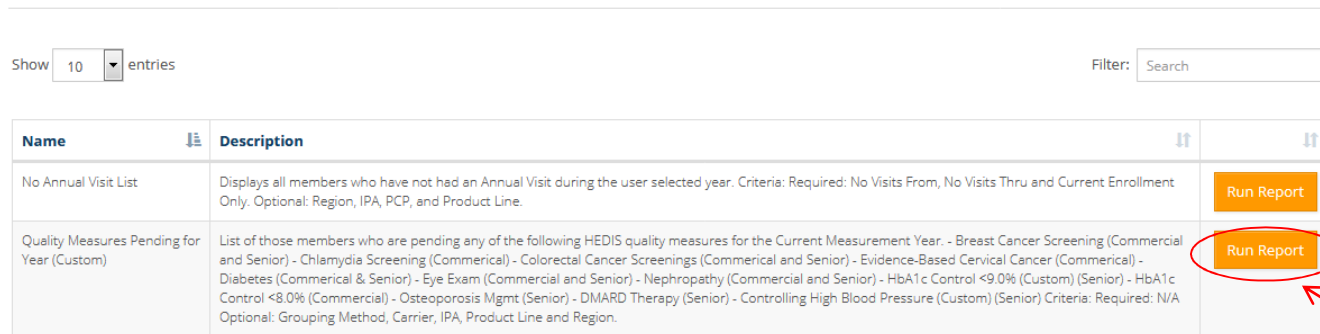 Show 10 entries Filter: Search
Name Description
No Annual Visit List Displays all members who have not had an Annual Visit during the user selected year. Criteria: Required: No Visits From, No Visits Thru and Current Enrollment
Only. Optional: Region, IPA, PCP, and Product Line.
Run Report
Quality Measures Pending for List of those members who are pending any of the following HEDIS quality measures for the Current Measurement Year. - Breast Cancer Screening (Commercial
Year (Custom) and Senior) - Chlamydia Screening (Commerical) - Colorectal Cancer Screenings (Commerical and Senior) - Evidence-Based Cervical Cancer (Commerical) -
Diabetes (Commerical & Senior) - Eye Exam (Commercial and Senior) - Nephropathy (Commercial and Senior) - HbA1c Control <9.0% (Custom) (Senior) - HbA1c
Control <8.0% (Commercial) - Osteoporosis Mgmt (Senior) - DMARD Therapy (Senior) - Controlling High Blood Pressure (Custom) (Senior) Criteria: Required: N/A
Optional: Grouping Method, Carrier, IPA, Product Line and Region.
Run Report